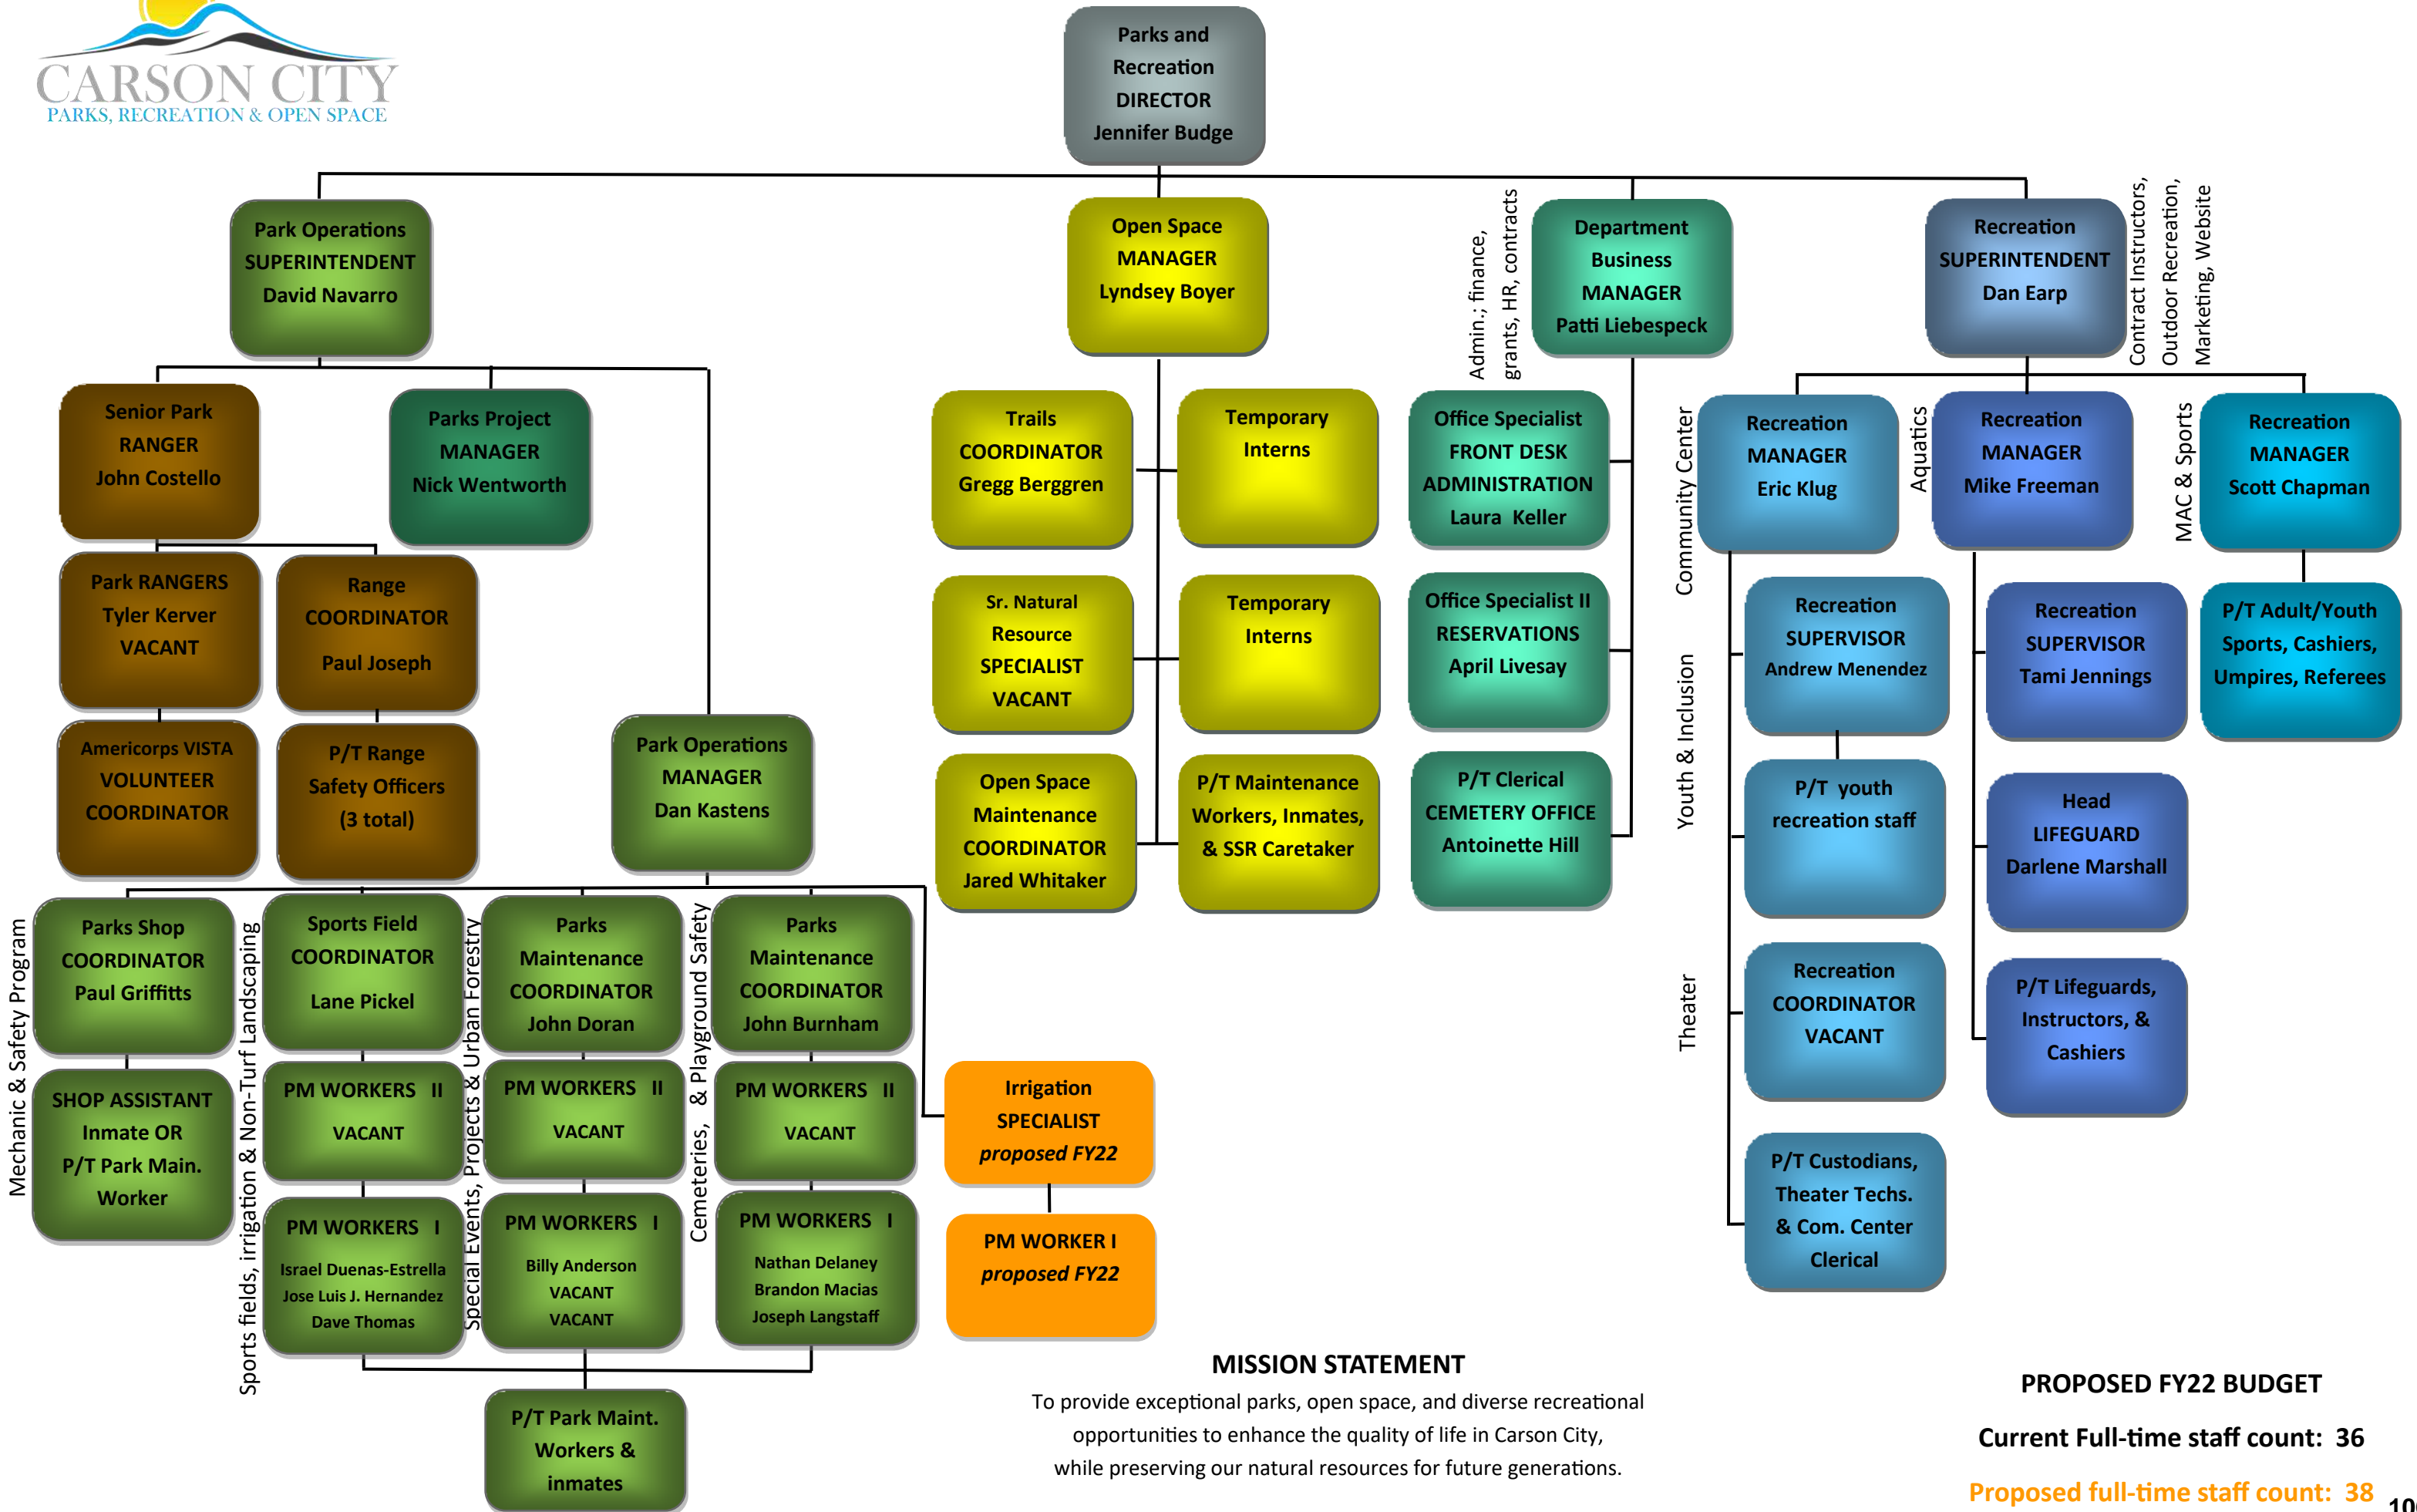 CARSON CITY
PARKS, RECREATION & OPEN SPACE
Parks and
Recreation
DIRECTOR
Jennifer Budge
Park Operations
SUPERINTENDENT
David Navarro
Open Space
MANAGER
Lyndsey Boyer
Admin.; finance,
grants, HR, contracts
Department
Business
MANAGER
Patti Liebespeck
Recreation
SUPERINTENDENT
Dan Earp
Contract Instructors,
Outdoor Recreation,
Marketing, Website
Senior Park
RANGER
John Costello
Parks Project
MANAGER
Nick Wentworth
Park RANGERS
Tyler Kerver
VACANT
Range
COORDINATOR
Paul Joseph
Americorps VISTA
VOLUNTEER
COORDINATOR
P/T Range
Safety Officers
(3 total)
Park Operations
MANAGER
Dan Kastens
Trails
COORDINATOR
Gregg Berggren
Temporary
Interns
Sr. Natural
Resource
SPECIALIST
VACANT
Temporary
Interns
Open Space
Maintenance
COORDINATOR
Jared Whitaker
P/T Maintenance
Workers, Inmates,
& SSR Caretaker
Office Specialist
FRONT DESK
ADMINISTRATION
Laura Keller
Office Specialist II
RESERVATIONS
April Livesay
P/T Clerical
CEMETERY OFFICE
Antoinette Hill
Community Center
Recreation
MANAGER
Eric Klug
Aquatics
Recreation
MANAGER
Mike Freeman
MAC & Sports
Recreation
MANAGER
Scott Chapman
Youth & Inclusion
Recreation
SUPERVISOR
Andrew Menendez
P/T youth
recreation staff
Theater
Recreation
COORDINATOR
VACANT
P/T Custodians,
Theater Techs.
& Com. Center
Clerical
Recreation
SUPERVISOR
Tami Jennings
Head
LIFEGUARD
Darlene Marshall
P/T Lifeguards,
Instructors, &
Cashiers
P/T Adult/Youth
Sports, Cashiers,
Umpires, Referees
Mechanic & Safety Program
Parks Shop
COORDINATOR
Paul Griffitts
SHOP ASSISTANT
Inmate OR
P/T Park Main.
Worker
Sports fields, irrigation & Non-Turf Landscaping
Sports Field
COORDINATOR
Lane Pickel
PM WORKERS II
VACANT
PM WORKERS I
Israel Duenas-Estrella
Jose Luis J. Hernandez
Dave Thomas
Special Events, Projects & Urban Forestry
Parks
Maintenance
COORDINATOR
John Doran
PM WORKERS II
VACANT
PM WORKERS I
Billy Anderson
VACANT
VACANT
Cemeteries, & Playground Safety
Parks
Maintenance
COORDINATOR
John Burnham
PM WORKERS II
VACANT
PM WORKERS I
Nathan Delaney
Brandon Macias
Joseph Langstaff
P/T Park Maint.
Workers &
inmates
Irrigation
SPECIALIST
proposed FY22
PM WORKER I
proposed FY22
MISSION STATEMENT
To provide exceptional parks, open space, and diverse recreational
opportunities to enhance the quality of life in Carson City,
while preserving our natural resources for future generations.
PROPOSED FY22 BUDGET
Current Full-time staff count: 36
Proposed full-time staff count: 38